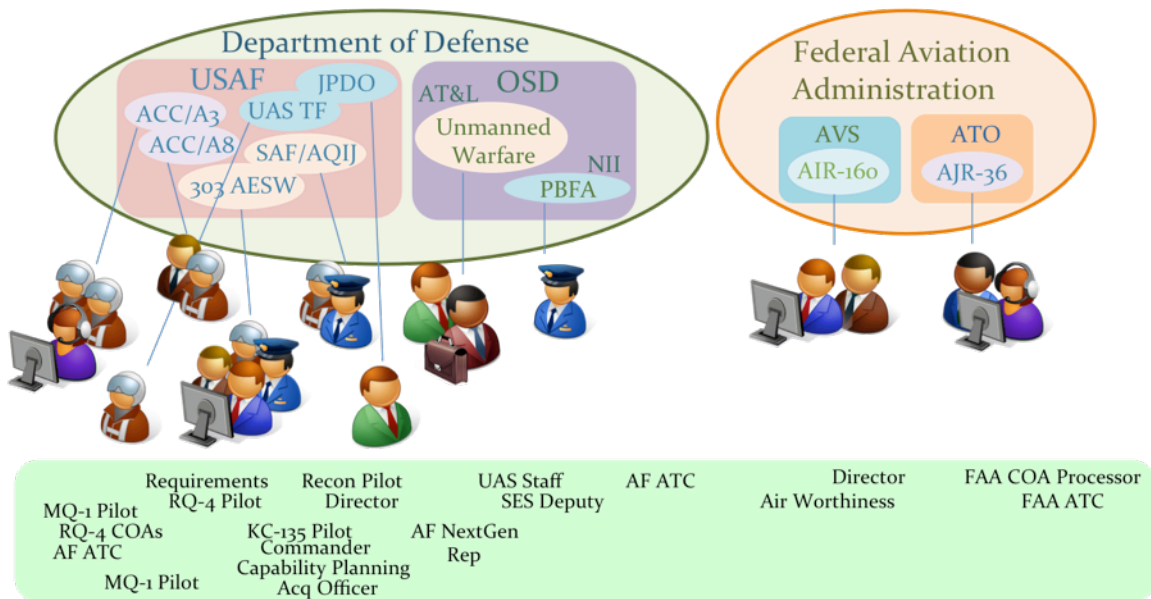 Department of Defense
USAF
JPDO
ACC/A3
UAS TF
ACC/A8
SAF/AQIJ
303 AESW
AT&L
OSD
Unmanned
Warfare
NII
PBFA
Federal Aviation
Administration
AVS
AIR-160
ATO
AJR-36
MQ-1 Pilot
RQ-4 COAs
AF ATC
MQ-1 Pilot
Requirements
RQ-4 Pilot
KC-135 Pilot
Commander
Capability Planning
Acq Officer
Recon Pilot
Director
AF NextGen
Rep
UAS Staff
SES Deputy
AF ATC
Director
Air Worthiness
FAA COA Processor
FAA ATC